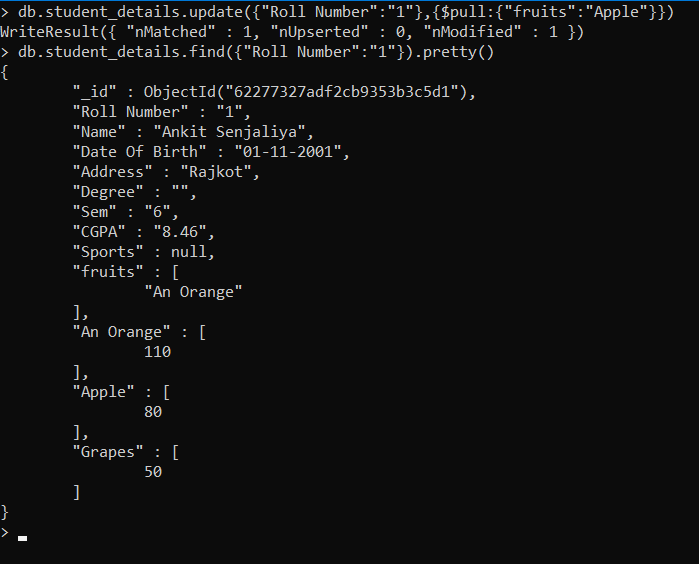 > db.student_details.update({"Roll Number":"1"},{$pull:{"fruits":"Apple"}})
WriteResult({ "nMatched" : 1, "nUpserted" : 0, "nModified" : 1 })
> db.student_details.find({"Roll Number":"1"}).pretty()
{
        "_id" : ObjectId("62277327adf2cb9353b3c5d1"),
        "Roll Number" : "1",
        "Name" : "Ankit Senjaliya",
        "Date Of Birth" : "01-11-2001",
        "Address" : "Rajkot",
        "Degree" : "",
        "Sem" : "6",
        "CGPA" : "8.46",
        "Sports" : null,
        "fruits" : [
                "An Orange"
        ],
        "An Orange" : [
                110
        ],
        "Apple" : [
                80
        ],
        "Grapes" : [
                50
        ]
}
>